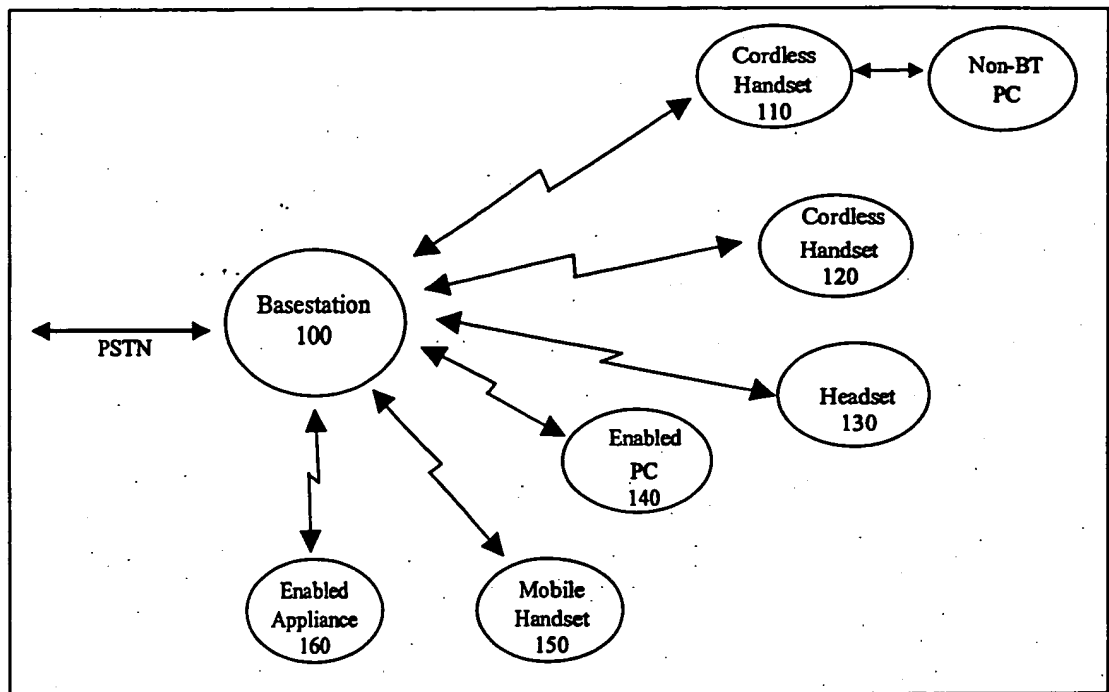 Cordless
Handset
110
Non-BT
PC
Cordless
Handset
120
Basestation
100
PSTN
Headset
130
Enabled
PC
140
Enabled
Appliance
160
Mobile
Handset
150